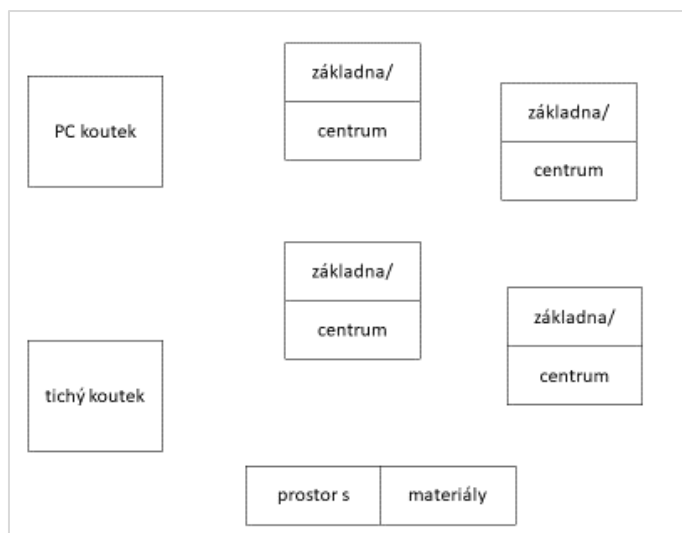 základna/
centrum
PC koutek
základna/
centrum
základna/
centrum
základna/
centrum
tichý koutek
prostor s materiály